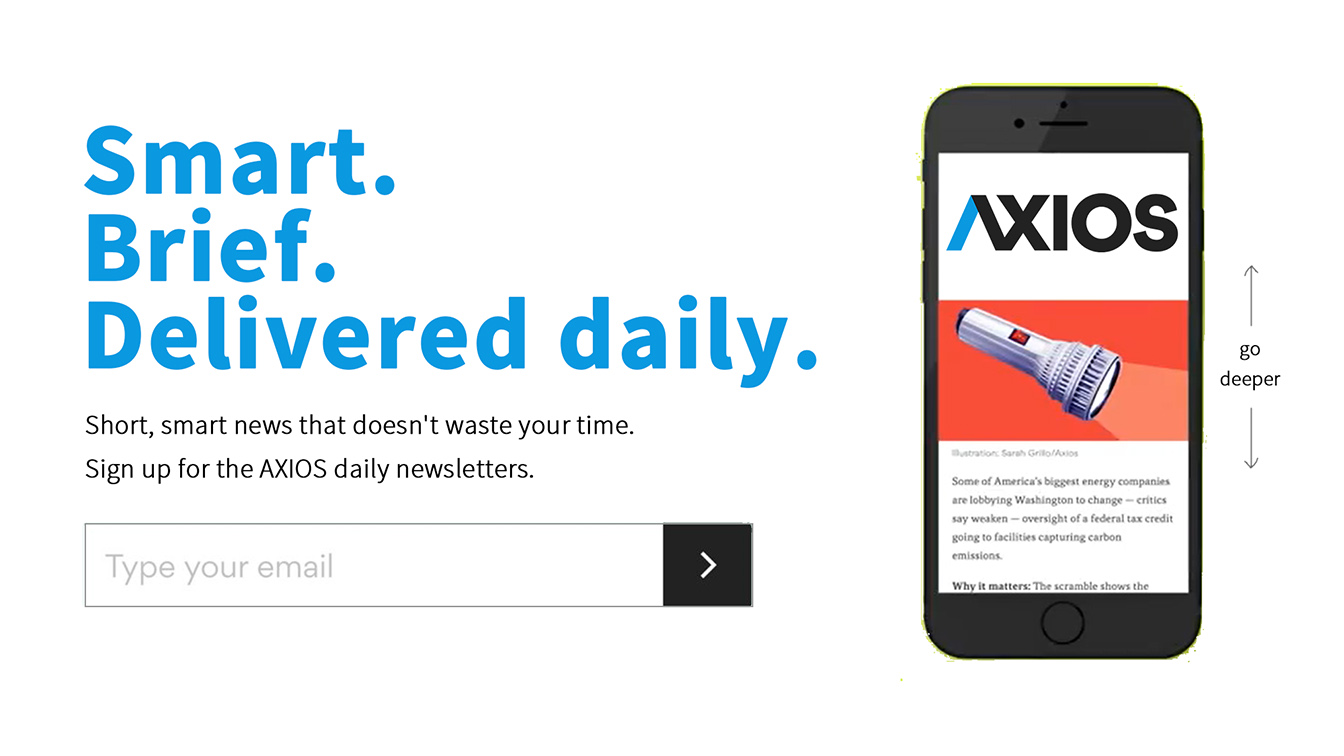 Smart.
Brief.
Delivered daily.
Short, smart news that doesn't waste your time.
Sign up for the AXIOS daily newsletters.
Type your email
AXIOS
Illustration: Sarah Grillo/Axios
Some of America's biggest energy companies
are lobbying Washington to change — critics
say weaken — oversight of a federal tax credit
going to facilities capturing carbon
emissions.
Why it matters: The scramble shows the
go
deeper